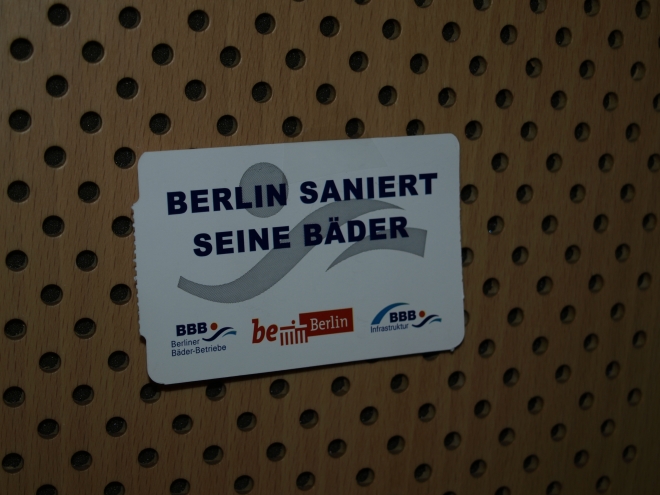 BERLIN SANIERT
SEINE BÄDER
BBB
Berliner
Bäder-Betriebe
be Berlin
BBB
Infrastruktur